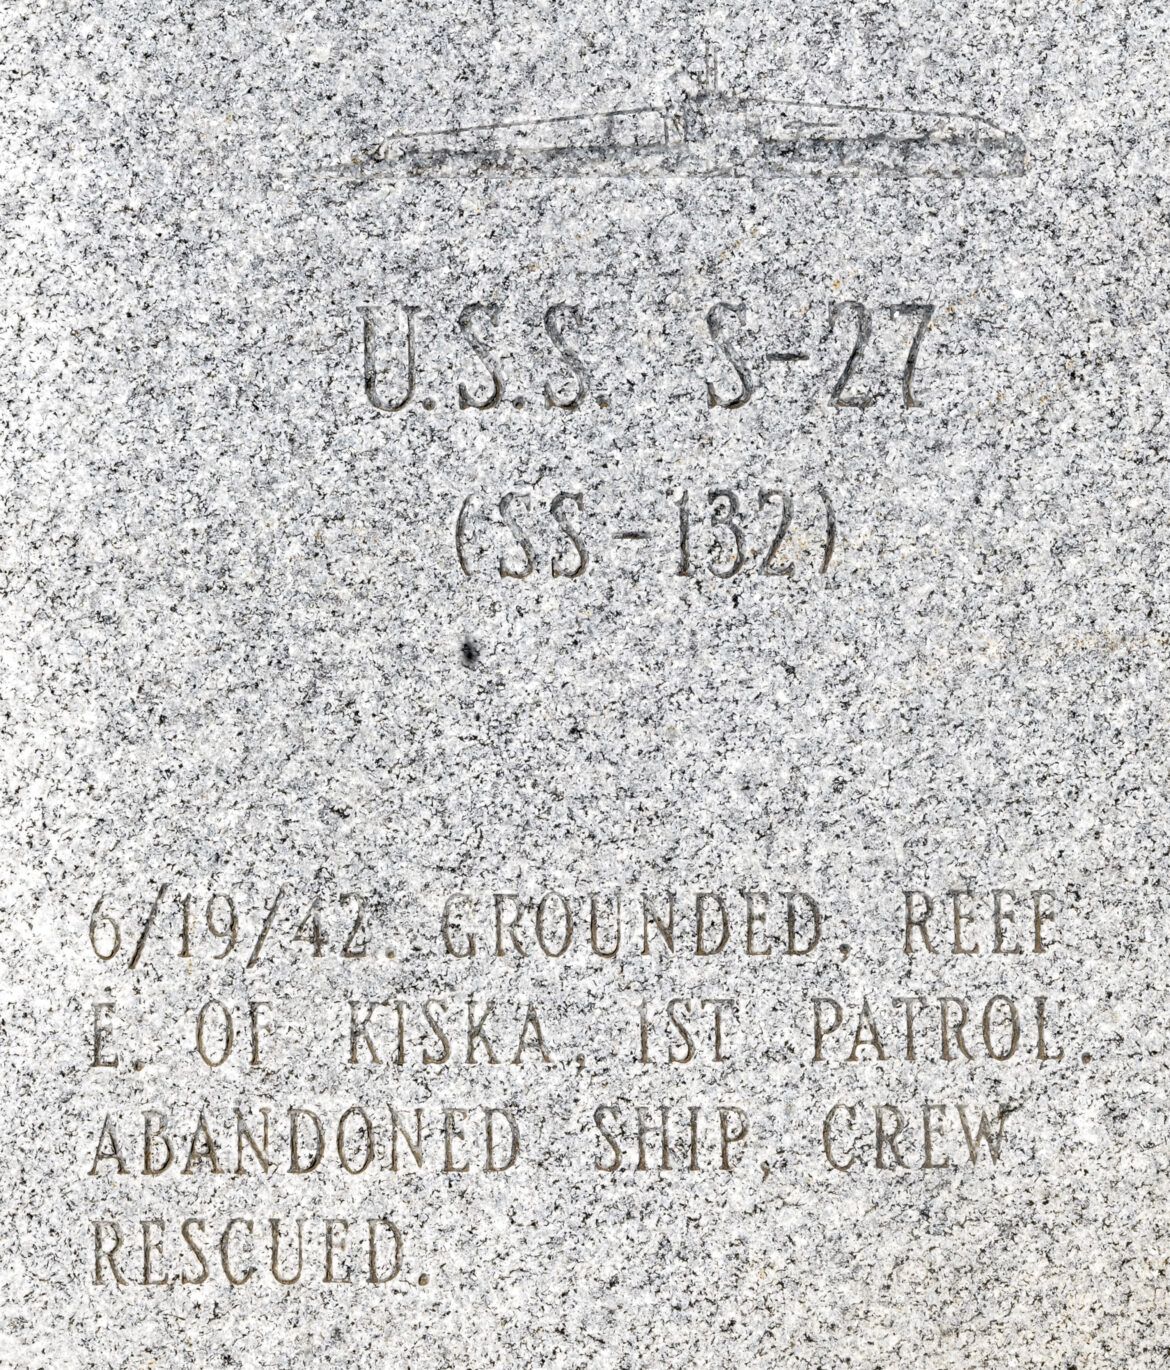 U.S.S. S-27
(SS-132)
6/19/42. GROUNDED, REEF
E. OF KISKA, 1ST PATROL.
ABANDONED SHIP, CREW
RESCUED.